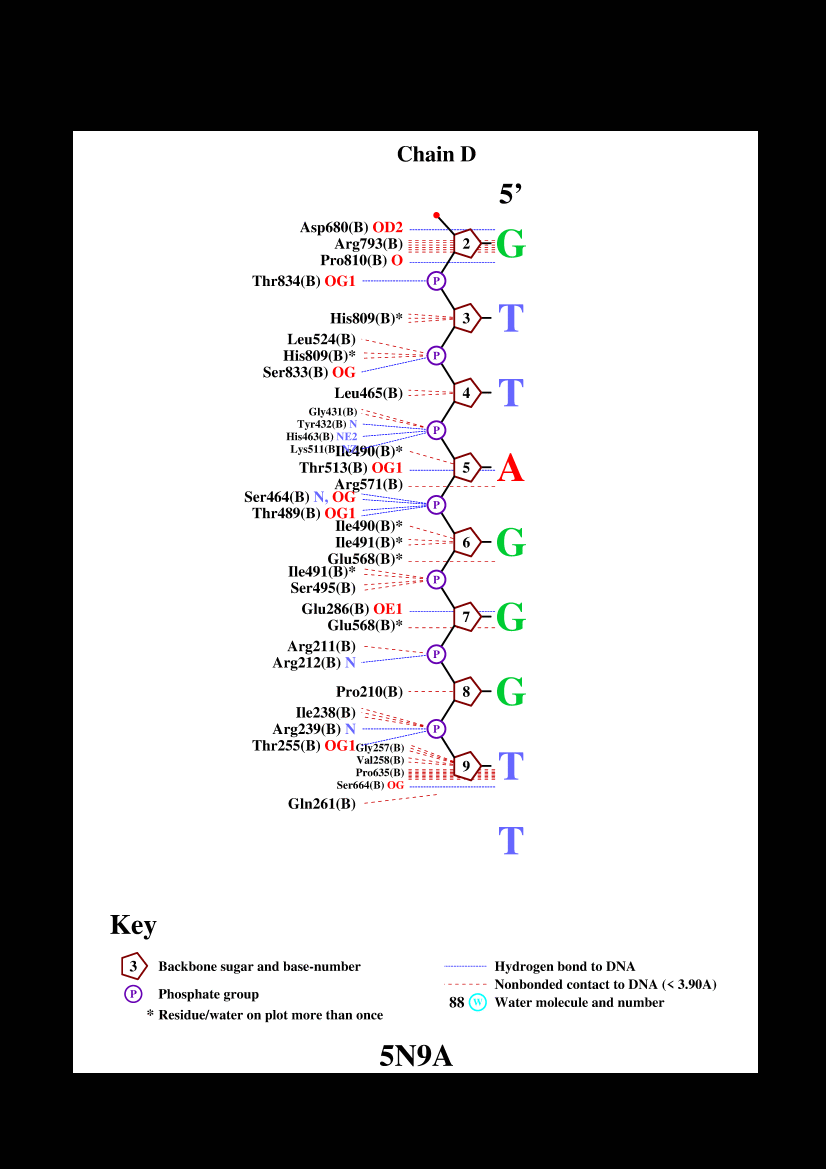 Chain D
5’
Asp680(B) OD2
Arg793(B)
2
G
Pro810(B) O
Thr834(B) OG1
P
His809(B)*
3
T
Leu524(B)
His809(B)*
P
Ser833(B) OG
Leu465(B)
4
T
Gly431(B)
Tyr432(B) N
P
His463(B) NE2
Lys511(B)
Ile490(B)*
Thr513(B) OG1
5
A
Arg571(B)
Ser464(B) N, OG
P
Thr489(B) OG1
Ile490(B)*
Ile491(B)*
6
G
Glu568(B)*
Ile491(B)*
P
Ser495(B)
Glu286(B) OE1
7
G
Glu568(B)*
Arg211(B)
P
Arg212(B) N
Pro210(B)
8
G
Ile238(B)
Arg239(B) N
P
Thr255(B) OG1
Gly257(B)
Val258(B)
9
T
Pro635(B)
Ser664(B) OG
Gln261(B)
T
Key
3 Backbone sugar and base-number
P Phosphate group
* Residue/water on plot more than once
Hydrogen bond to DNA
Nonbonded contact to DNA (< 3.90A)
88 W Water molecule and number
5N9A